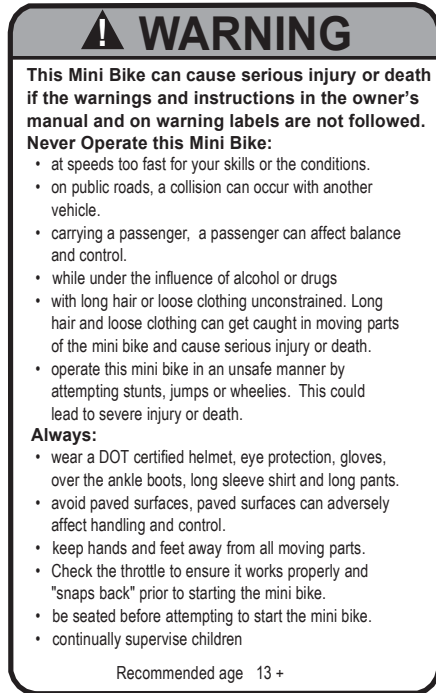 WARNING
This Mini Bike can cause serious injury or death
if the warnings and instructions in the owner's
manual and on warning labels are not followed.
Never Operate this Mini Bike:
• at speeds too fast for your skills or the conditions.
• on public roads, a collision can occur with another
vehicle.
• carrying a passenger, a passenger can affect balance
and control.
• while under the influence of alcohol or drugs
• with long hair or loose clothing unconstrained. Long
hair and loose clothing can get caught in moving parts
of the mini bike and cause serious injury or death.
• operate this mini bike in an unsafe manner by
attempting stunts, jumps or wheelies. This could
lead to severe injury or death.
Always:
• wear a DOT certified helmet, eye protection, gloves,
over the ankle boots, long sleeve shirt and long pants.
• avoid paved surfaces, paved surfaces can adversely
affect handling and control.
• keep hands and feet away from all moving parts.
• Check the throttle to ensure it works properly and
"snaps back" prior to starting the mini bike.
• be seated before attempting to start the mini bike.
• continually supervise children
Recommended age 13 +